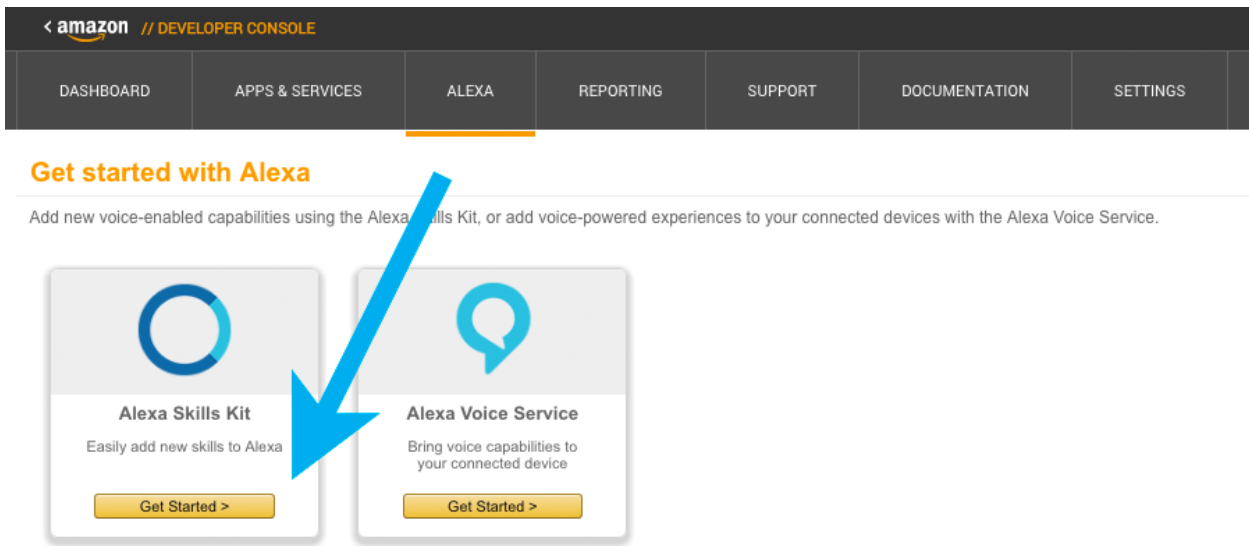 < amazon // DEVELOPER CONSOLE
DASHBOARD APPS & SERVICES ALEXA REPORTING SUPPORT DOCUMENTATION SETTINGS
Get started with Alexa
Add new voice-enabled capabilities using the Alexa Skills Kit, or add voice-powered experiences to your connected devices with the Alexa Voice Service.
Alexa Skills Kit
Easily add new skills to Alexa
Get Started >
Alexa Voice Service
Bring voice capabilities to
your connected device
Get Started >